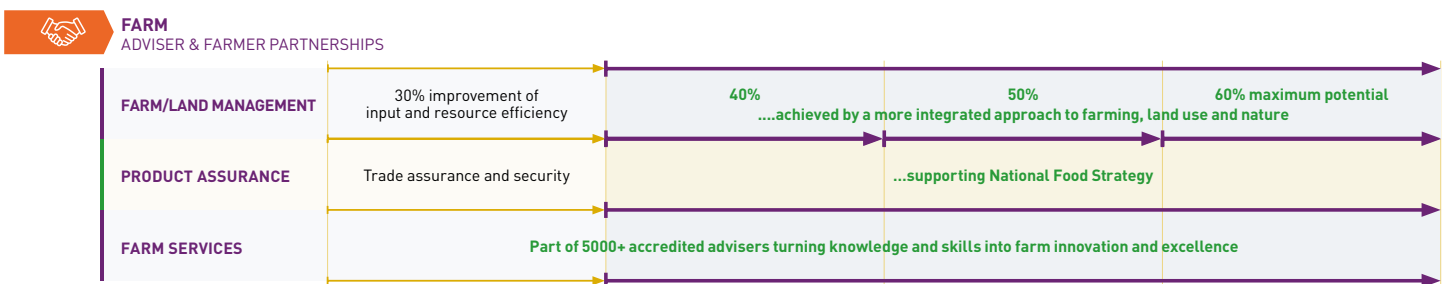 FARM
ADVISER & FARMER PARTNERSHIPS
FARM/LAND MANAGEMENT
30% improvement of
input and resource efficiency
40%
50%
60% maximum potential
....achieved by a more integrated approach to farming, land use and nature
PRODUCT ASSURANCE
Trade assurance and security
...supporting National Food Strategy
FARM SERVICES
Part of 5000+ accredited advisers turning knowledge and skills into farm innovation and excellence